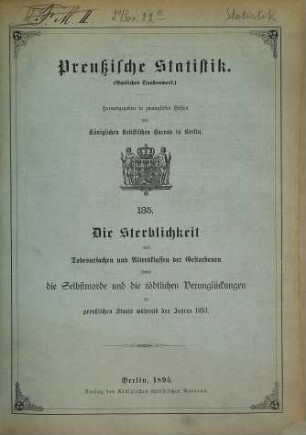 Statistik
Preußische Statistik.
(Amtliches Quellenwerk.)
Herausgegeben in zwanglosen Heften
vom
Königlichen statistischen Bureau in Berlin.
135.
Die Sterblichkeit
nach
Todesursachen und Altersklassen der Gestorbenen
sowie
die Selbstmorde und die tödtlichen Verunglückungen
im
preußischen Staate während des Jahres 1893.
Berlin, 1895.
Verlag des Königlichen statistischen Bureaus.